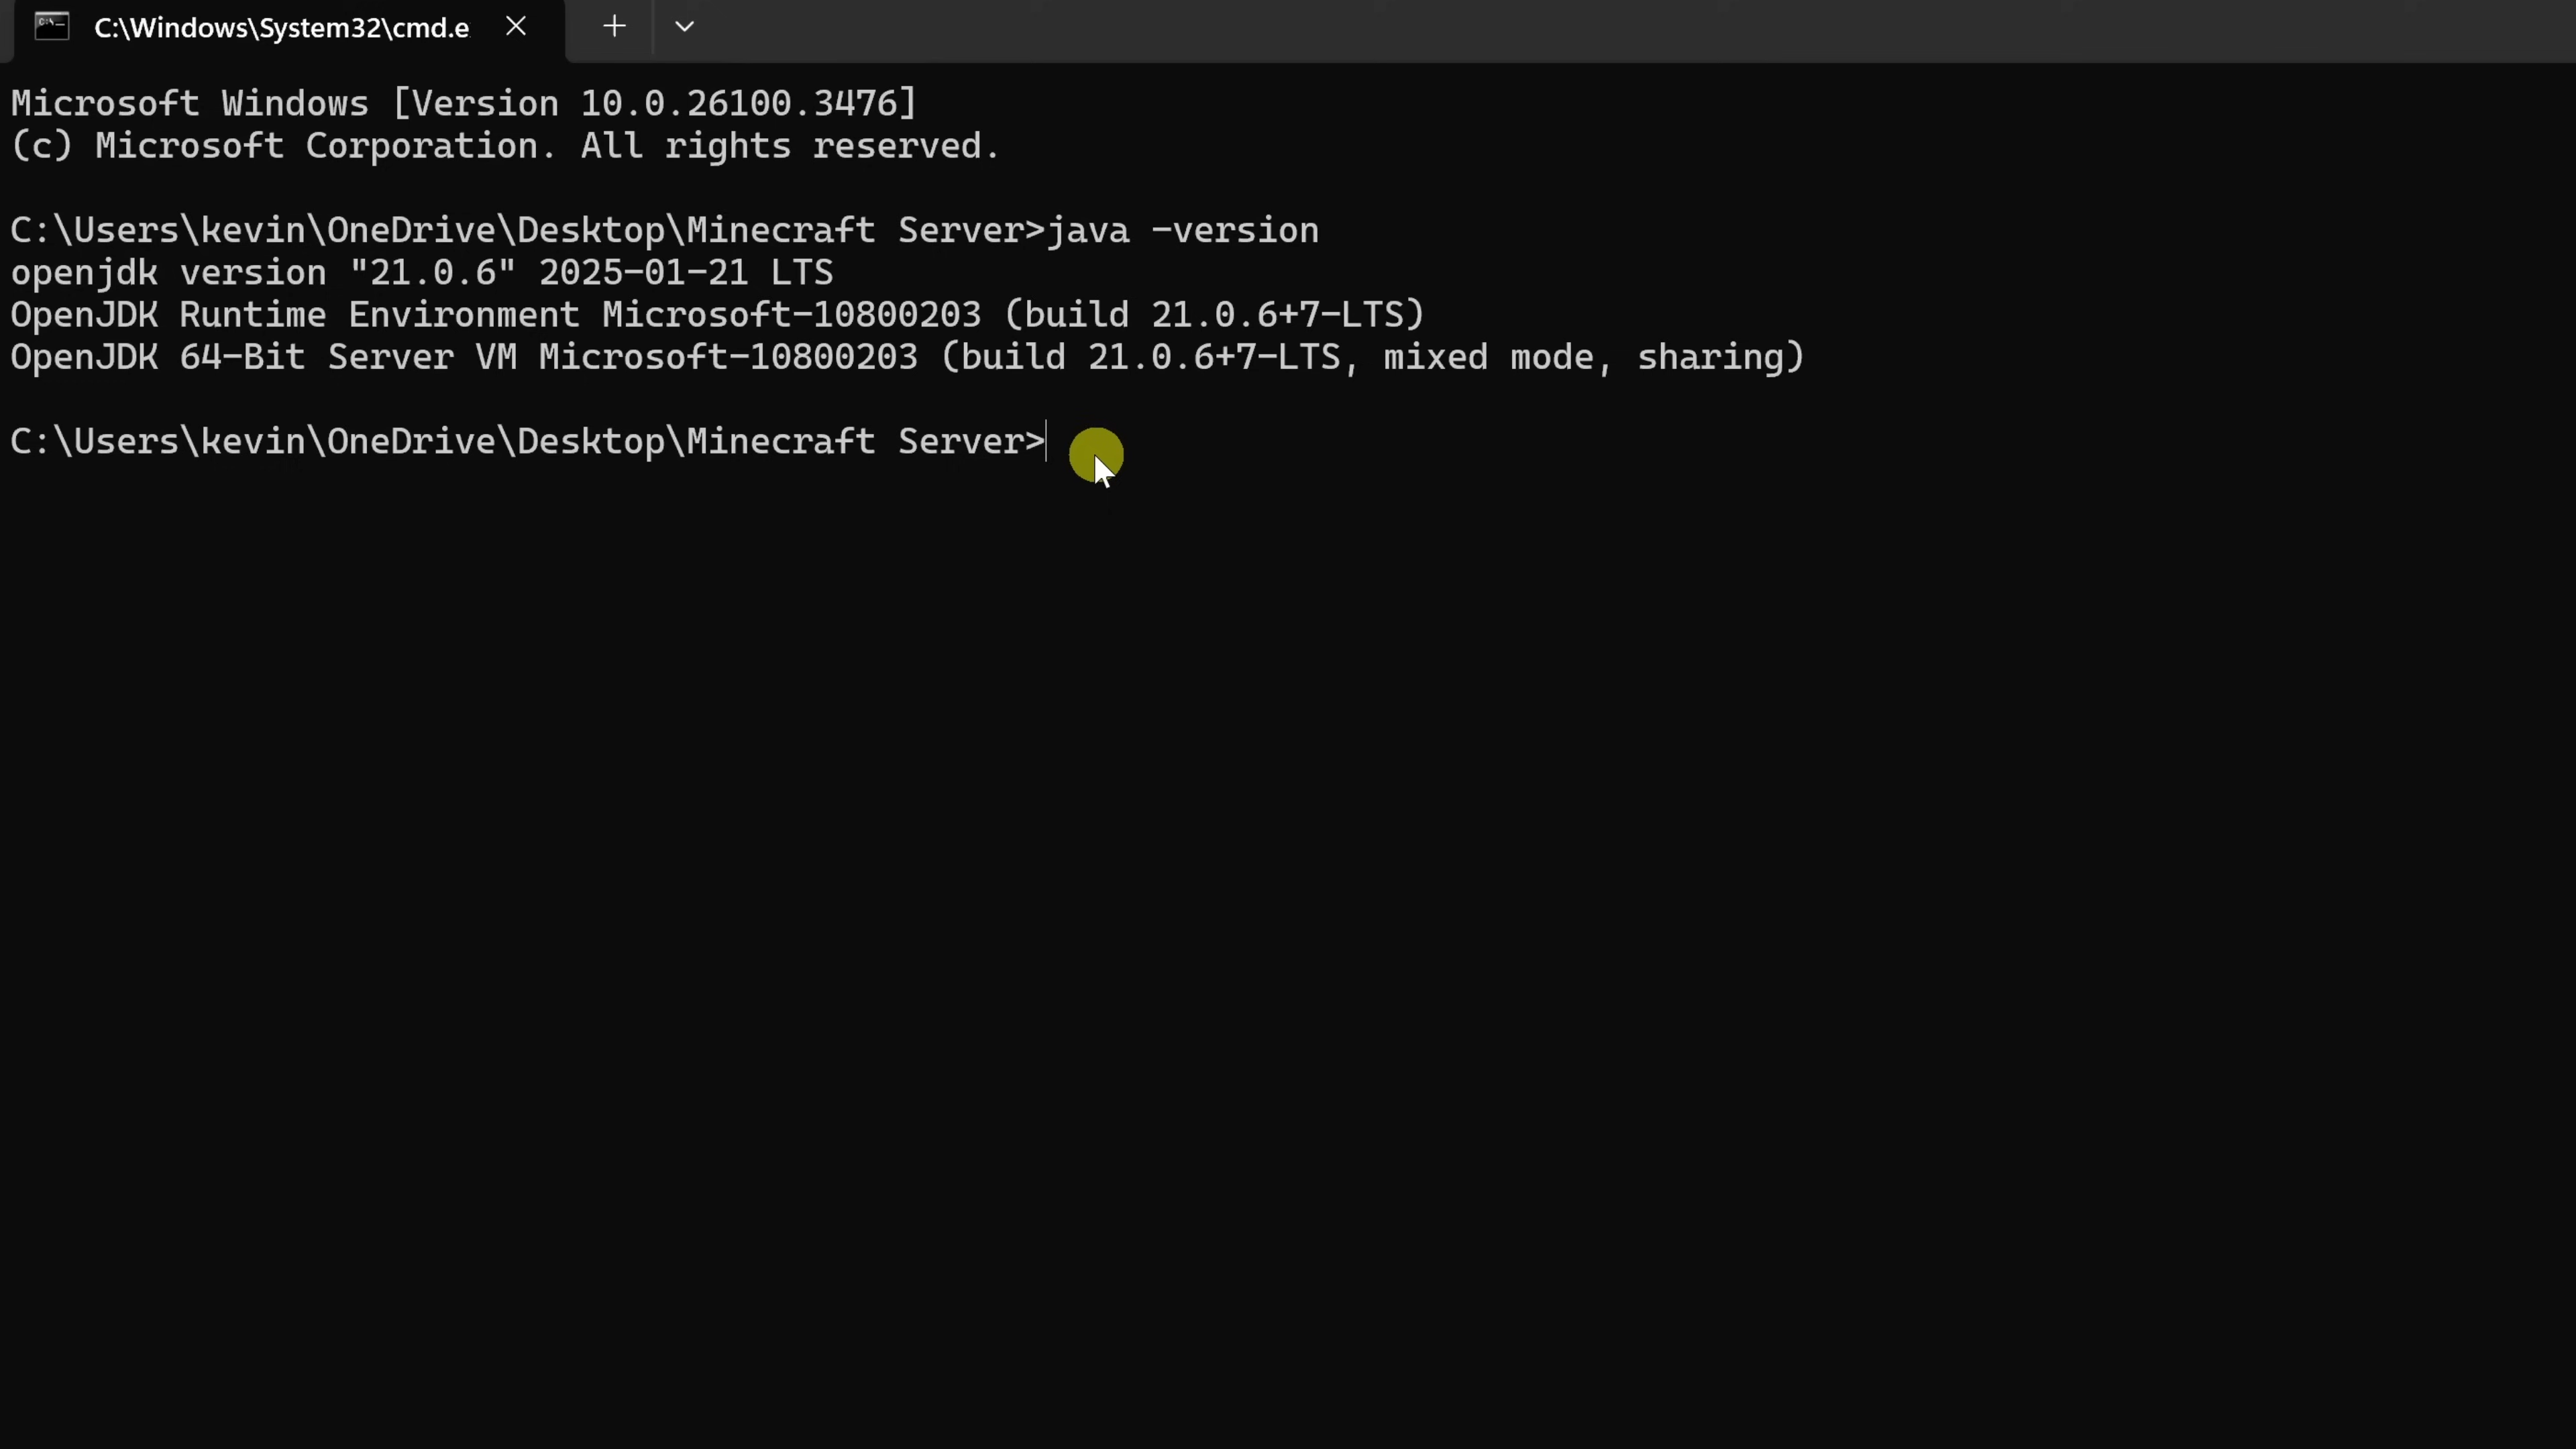 C:\Windows\System32\cmd.e
Microsoft Windows [Version 10.0.26100.3476]
(c) Microsoft Corporation. All rights reserved.
C:\Users\kevin\OneDrive\Desktop\Minecraft Server>java -version
openjdk version "21.0.6" 2025-01-21 LTS
OpenJDK Runtime Environment Microsoft-10800203 (build 21.0.6+7-LTS)
OpenJDK 64-Bit Server VM Microsoft-10800203 (build 21.0.6+7-LTS, mixed mode, sharing)
C:\Users\kevin\OneDrive\Desktop\Minecraft Server>